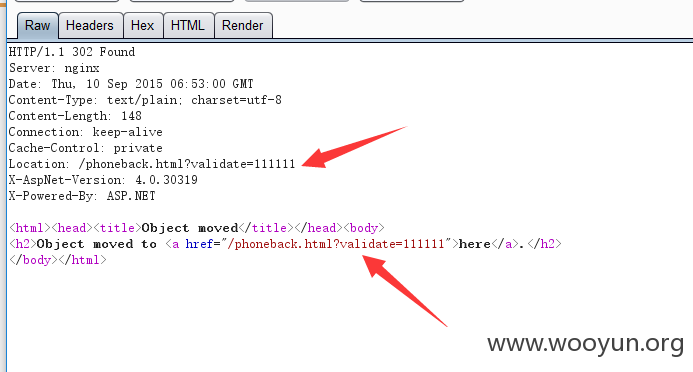 Raw Headers Hex HTML Render
HTTP/1.1 302 Found
Server: nginx
Date: Thu, 10 Sep 2015 06:53:00 GMT
Content-Type: text/plain; charset=utf-8
Content-Length: 148
Connection: keep-alive
Cache-Control: private
Location: /phoneback.html?validate=111111
X-AspNet-Version: 4.0.30319
X-Powered-By: ASP.NET
<html><head><title>Object moved</title></head><body>
<h2>Object moved to <a href="/phoneback.html?validate=111111">here</a>.</h2>
</body></html>
www.wooyun.org